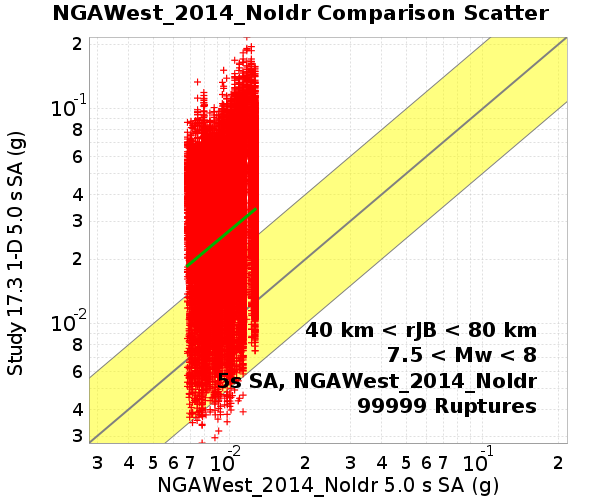 NGAWest_2014_NoIdr Comparison Scatter
Study 17.3 1-D 5.0 s SA (g)
2
10-1
8
6
4
3
2
10-2
8
6
4
3
40 km < rJB < 80 km
7.5 < Mw < 8
5s SA, NGAWest_2014_NoIdr
99999 Ruptures
3 4 5 6 7 10-2 2 3 4 5 6 7 10-1 2
NGAWest_2014_NoIdr 5.0 s SA (g)